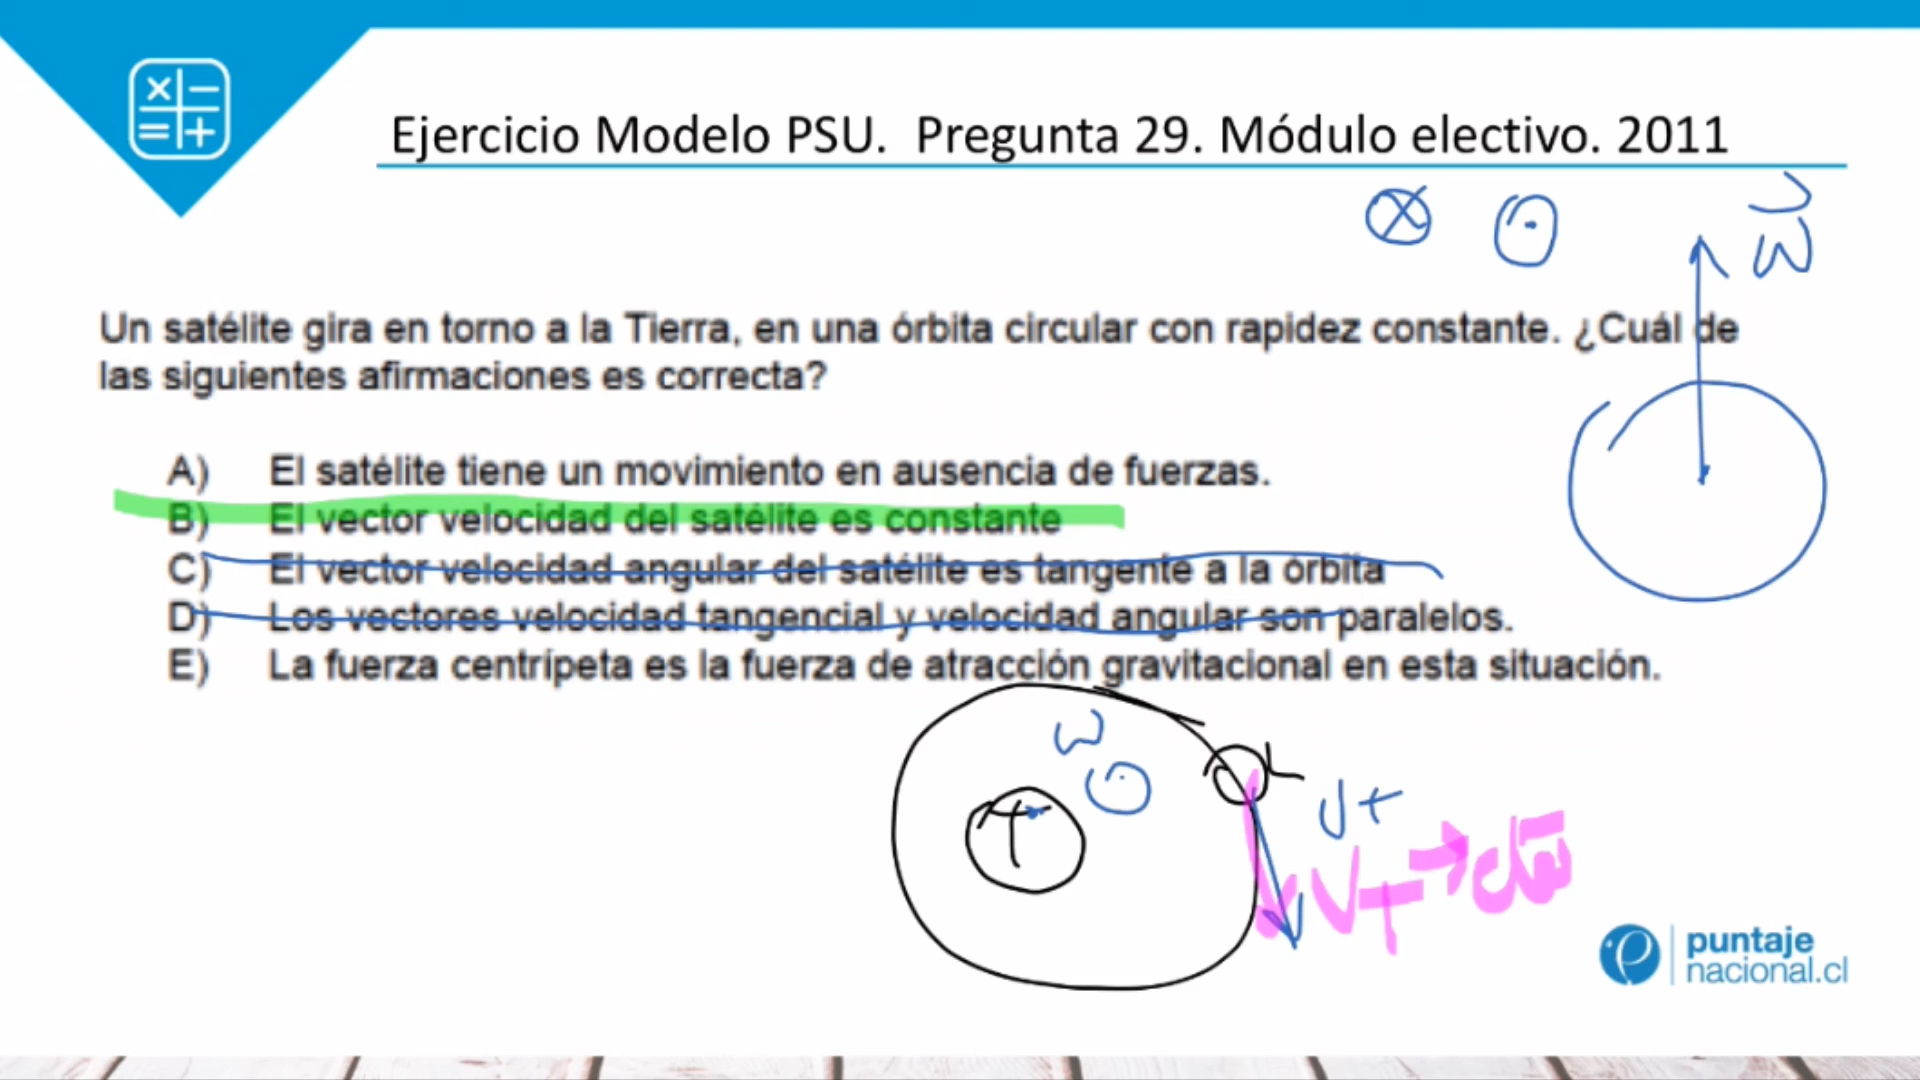 Ejercicio Modelo PSU. Pregunta 29. Módulo electivo. 2011
ω
Un satélite gira en torno a la Tierra, en una órbita circular con rapidez constante. ¿Cuál de
las siguientes afirmaciones es correcta?
A) El satélite tiene un movimiento en ausencia de fuerzas.
B) El vector velocidad del satélite es constante
C) El vector velocidad angular del satélite es tangente a la órbita
D) Los vectores velocidad tangencial y velocidad angular son paralelos.
E) La fuerza centrípeta es la fuerza de atracción gravitacional en esta situación.
ω
T
VT
VT
puntaje
nacional.cl